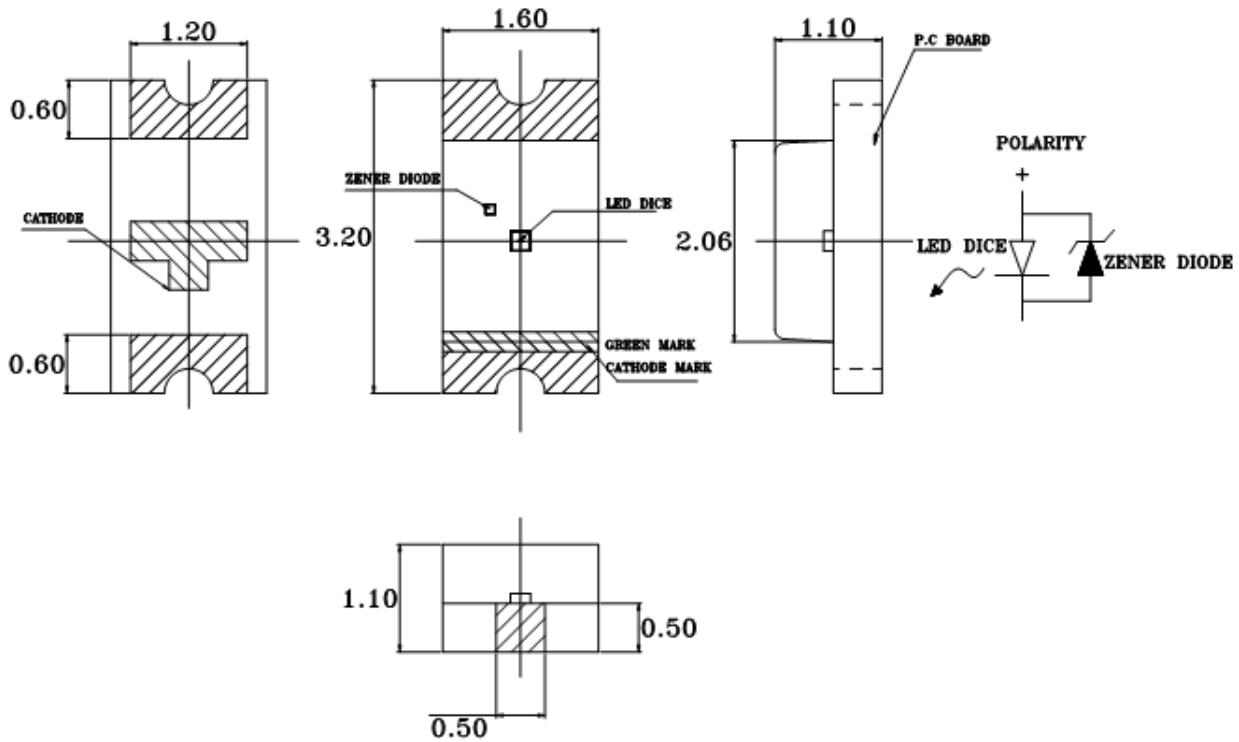 1.20
1.60
1.10
P.C BOARD
0.60
POLARITY
+
ZENER DIODE
LED DICE
CATHODE
3.20
2.06
LED DICE
ZENER DIODE
0.60
GREEN MARK
CATHODE MARK
1.10
0.50
0.50